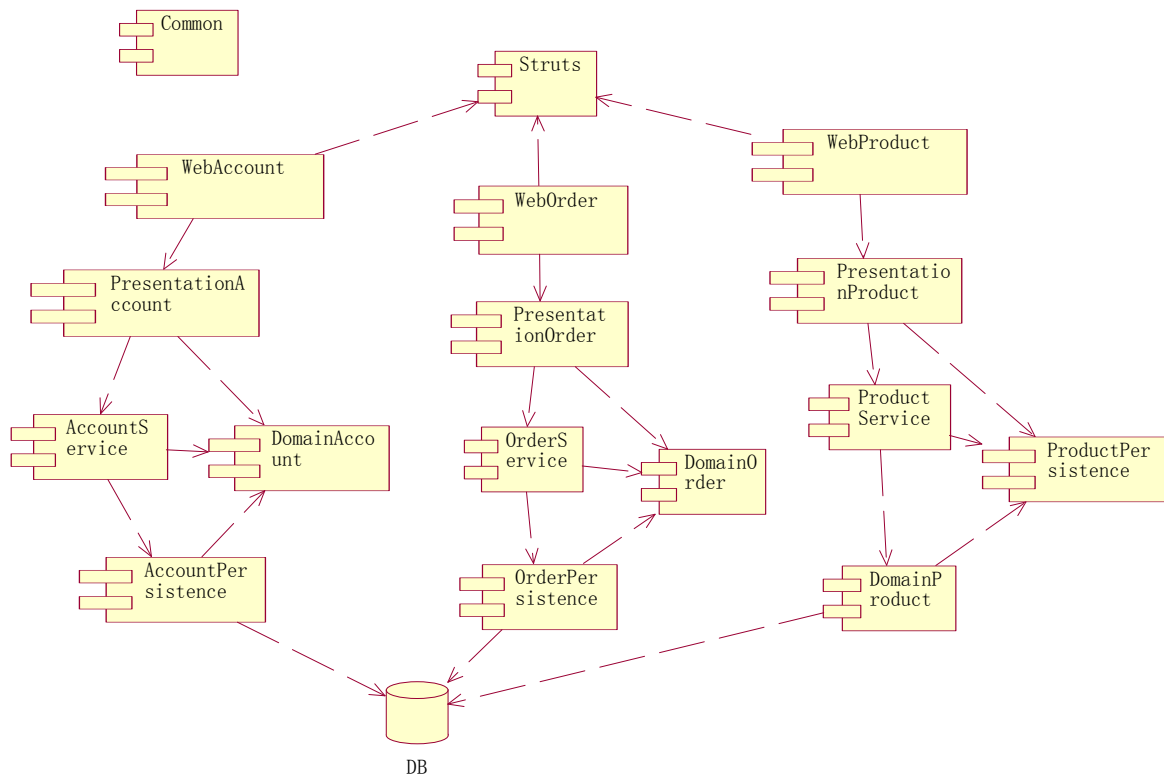 Common
Struts
WebProduct
WebAccount
WebOrder
PresentationA
ccount
Presentatio
nProduct
Presentat
ionOrder
Product
Service
AccountS
ervice
DomainAcco
unt
OrderS
ervice
DomainO
rder
ProductPer
sistence
AccountPer
sistence
OrderPer
sistence
DomainP
roduct
DB